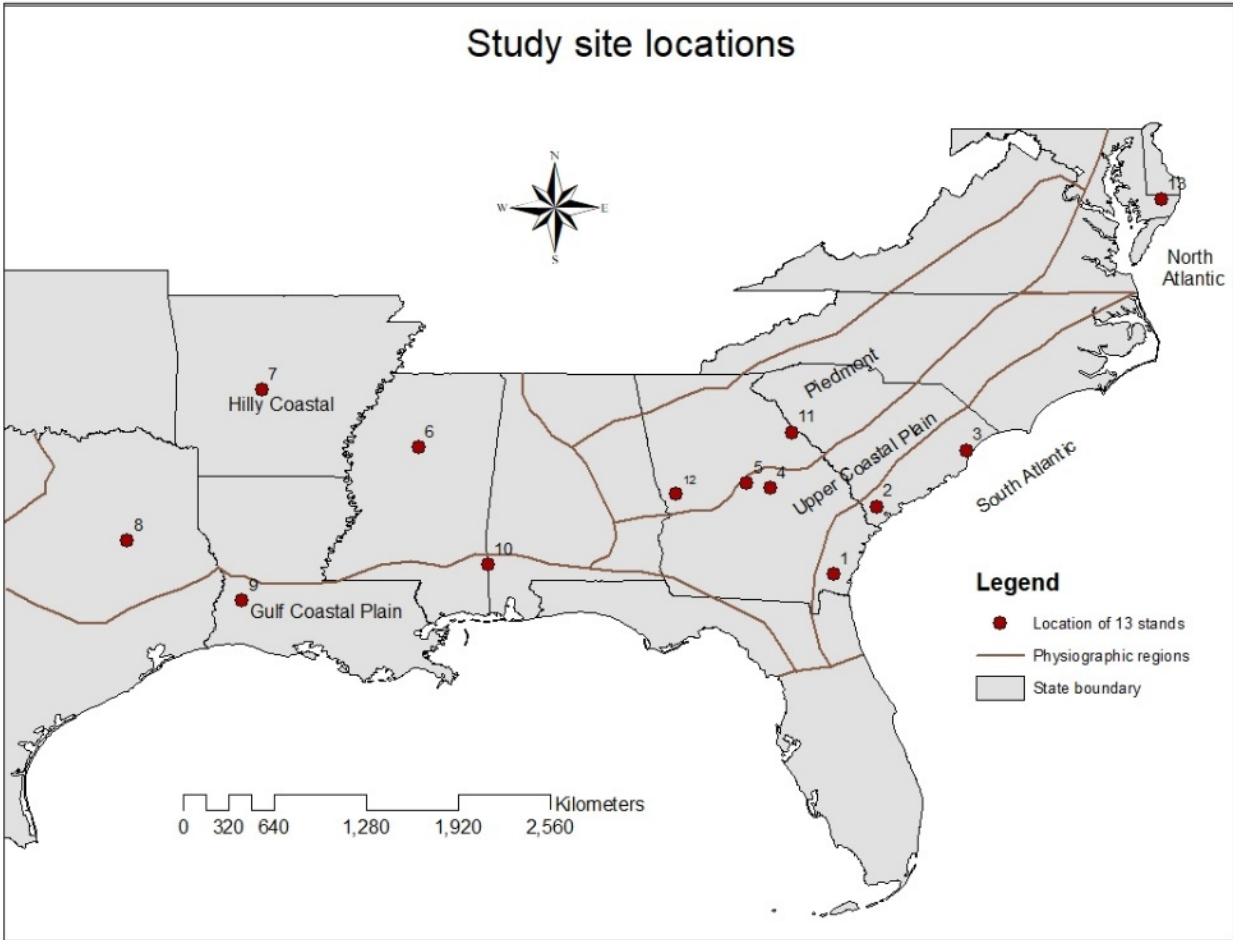 Study site locations
N
W E
S
13
North
Atlantic
7
Hilly Coastal
Piedmont
6
11
3
Upper Coastal Plain
South Atlantic
12
5
4
2
8
10
1
9
Gulf Coastal Plain
Legend
Location of 13 stands
Physiographic regions
State boundary
Kilometers
0 320 640 1,280 1,920 2,560